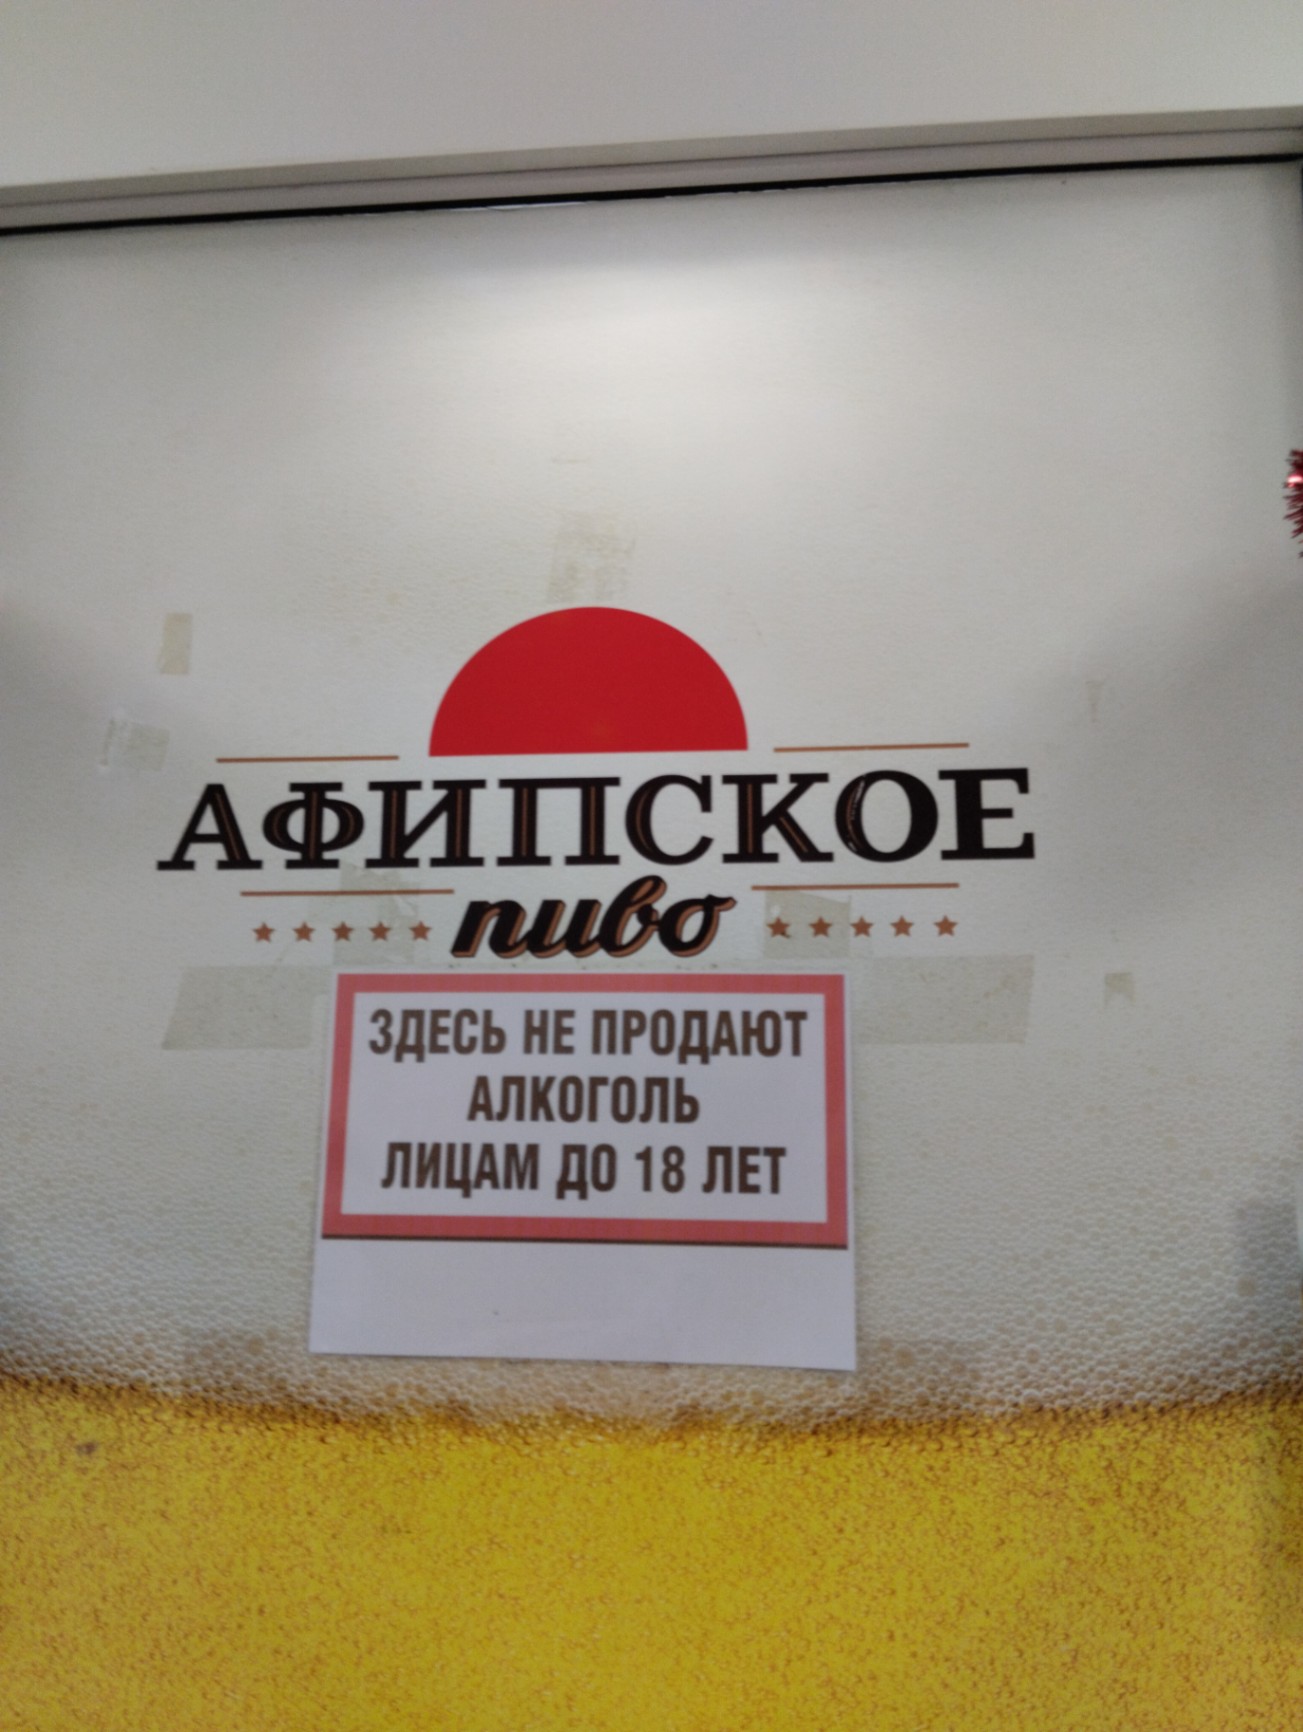 АФИПСКОЕ
пиво
ЗДЕСЬ НЕ ПРОДАЮТ
АЛКОГОЛЬ
ЛИЦАМ ДО 18 ЛЕТ